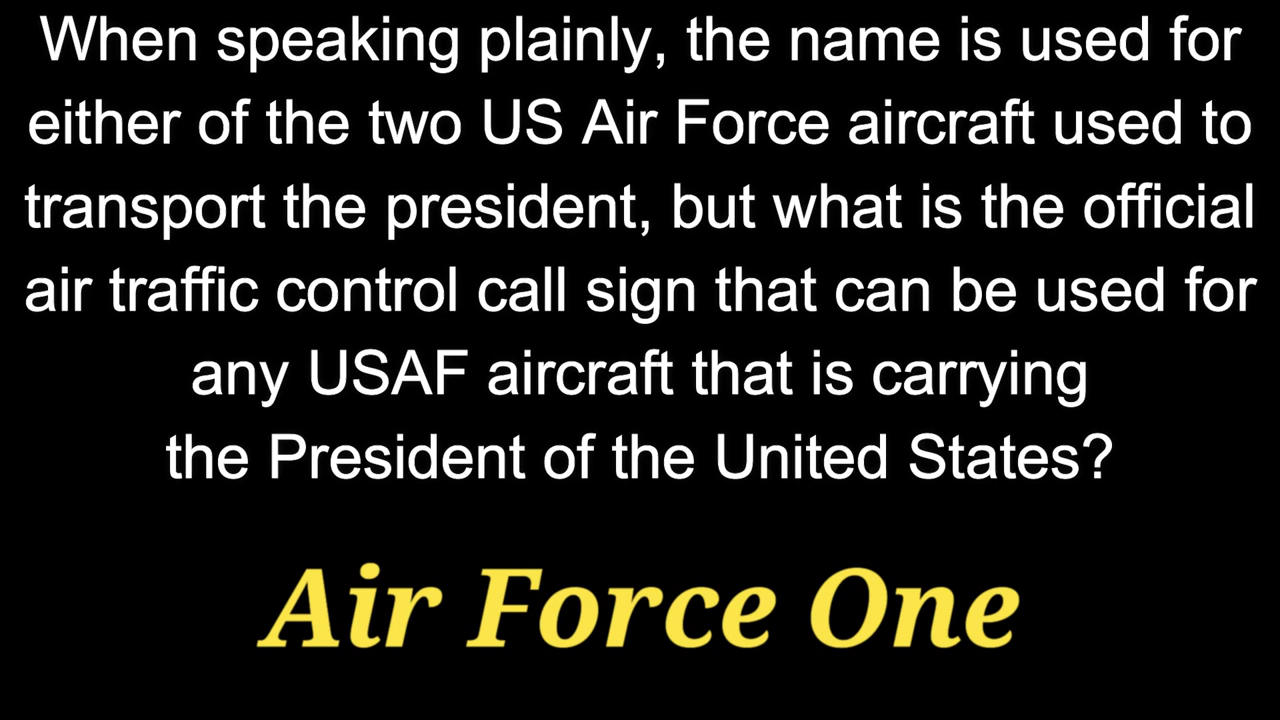 When speaking plainly, the name is used for
either of the two US Air Force aircraft used to
transport the president, but what is the official
air traffic control call sign that can be used for
any USAF aircraft that is carrying
the President of the United States?
Air Force One